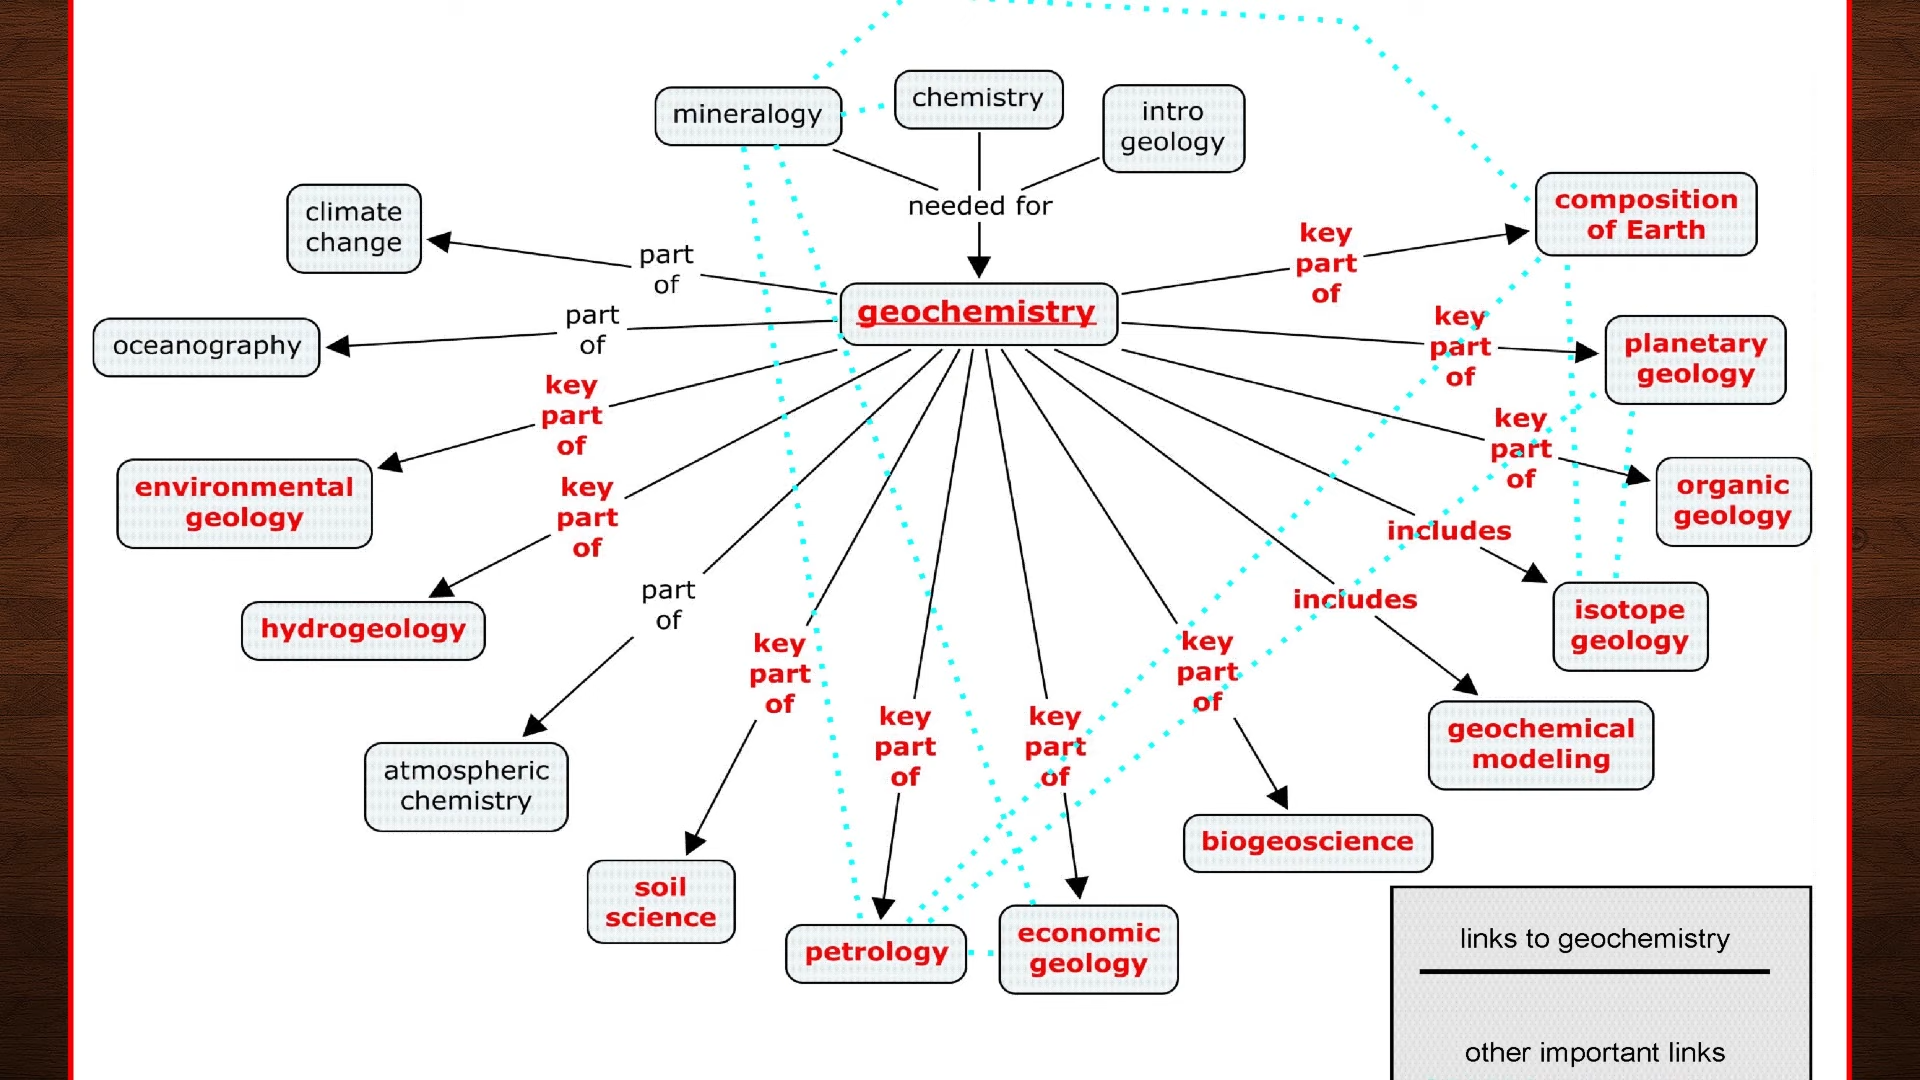 mineralogy
chemistry
intro
geology
needed for
climate
change
part
of
composition
of Earth
key
part
of
geochemistry
oceanography
part
of
planetary
geology
key
part
of
environmental
geology
key
part
of
organic
geology
key
part
of
hydrogeology
key
part
of
isotope
geology
includes
atmospheric
chemistry
part
of
geochemical
modeling
includes
soil
science
key
part
of
petrology
key
part
of
economic
geology
key
part
of
biogeoscience
key
part
of
links to geochemistry
other important links